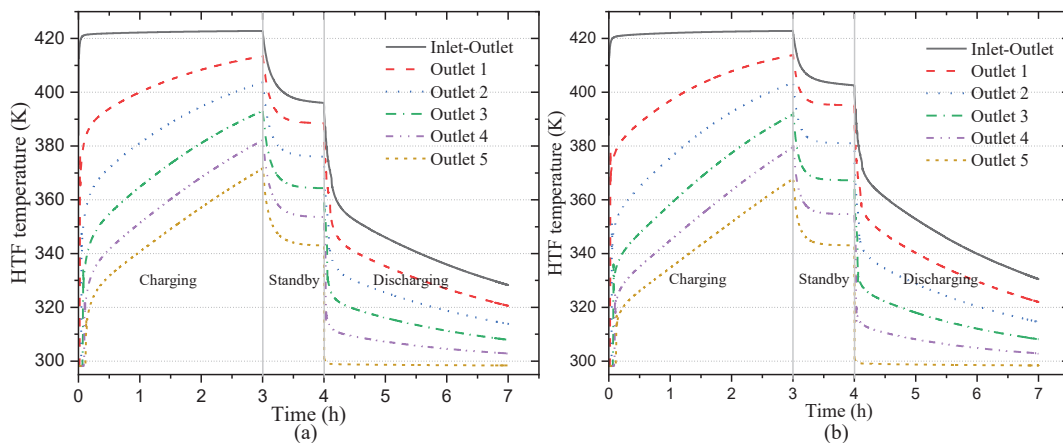 HTF temperature (K)
420
400
380
360
340
320
300
Inlet-Outlet
Outlet 1
Outlet 2
Outlet 3
Outlet 4
Outlet 5
Charging
Standby
Discharging
0 1 2 3 4 5 6 7
Time (h)
(a)
HTF temperature (K)
420
400
380
360
340
320
300
Inlet-Outlet
Outlet 1
Outlet 2
Outlet 3
Outlet 4
Outlet 5
Charging
Standby
Discharging
0 1 2 3 4 5 6 7
Time (h)
(b)